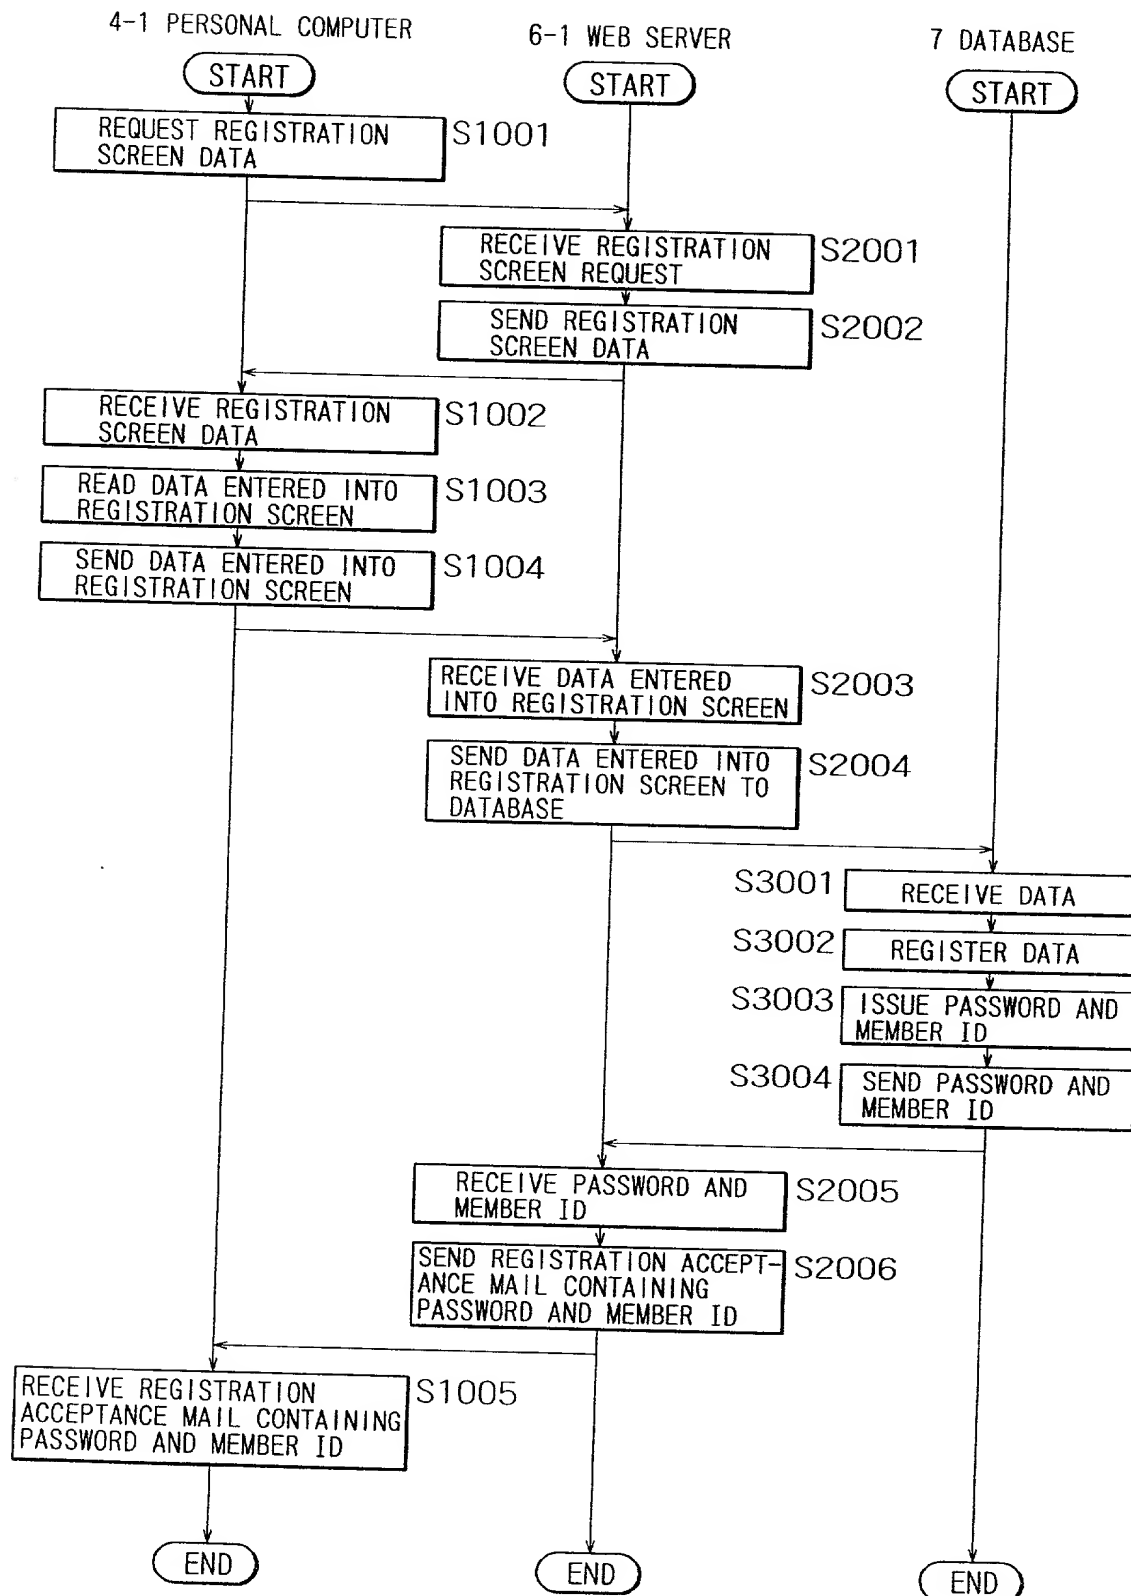 4-1 PERSONAL COMPUTER
6-1 WEB SERVER
7 DATABASE
START
START
START
REQUEST REGISTRATION
SCREEN DATA
S1001
RECEIVE REGISTRATION
SCREEN REQUEST
S2001
SEND REGISTRATION
SCREEN DATA
S2002
RECEIVE REGISTRATION
SCREEN DATA
S1002
READ DATA ENTERED INTO
REGISTRATION SCREEN
S1003
SEND DATA ENTERED INTO
REGISTRATION SCREEN
S1004
RECEIVE DATA ENTERED
INTO REGISTRATION SCREEN
S2003
SEND DATA ENTERED INTO
REGISTRATION SCREEN TO
DATABASE
S2004
S3001
RECEIVE DATA
S3002
REGISTER DATA
S3003
ISSUE PASSWORD AND
MEMBER ID
S3004
SEND PASSWORD AND
MEMBER ID
RECEIVE PASSWORD AND
MEMBER ID
S2005
SEND REGISTRATION ACCEPT-
ANCE MAIL CONTAINING
PASSWORD AND MEMBER ID
S2006
RECEIVE REGISTRATION
ACCEPTANCE MAIL CONTAINING
PASSWORD AND MEMBER ID
S1005
END
END
END